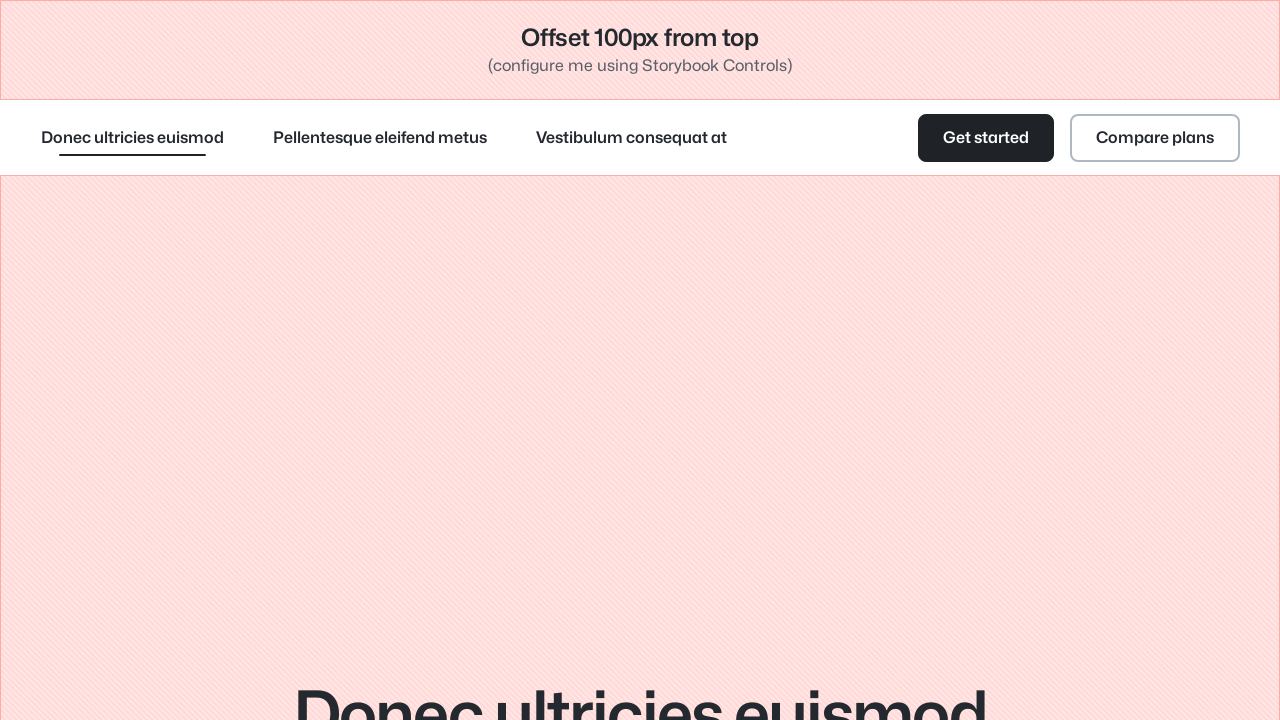 Offset 100px from top
(configure me using Storybook Controls)
Donec ultricies euismod Pellentesque eleifend metus Vestibulum consequat at Get started Compare plans
Donec ultricies euismod